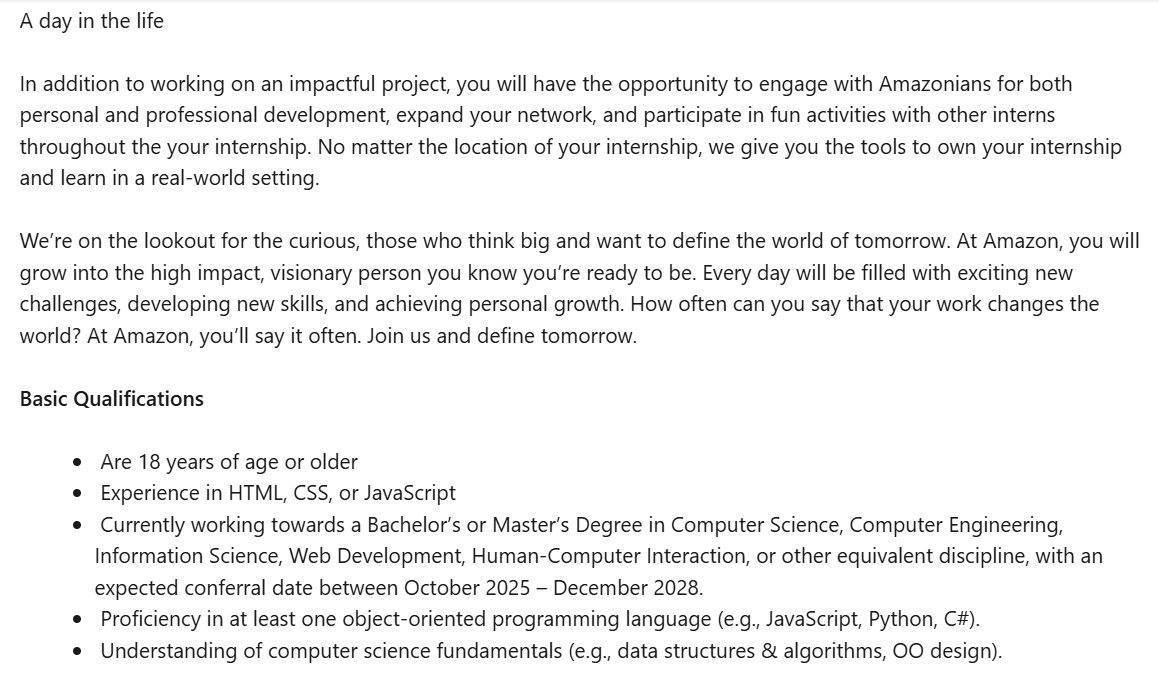 A day in the life
In addition to working on an impactful project, you will have the opportunity to engage with Amazonians for both
personal and professional development, expand your network, and participate in fun activities with other interns
throughout the your internship. No matter the location of your internship, we give you the tools to own your internship
and learn in a real-world setting.
We’re on the lookout for the curious, those who think big and want to define the world of tomorrow. At Amazon, you will
grow into the high impact, visionary person you know you’re ready to be. Every day will be filled with exciting new
challenges, developing new skills, and achieving personal growth. How often can you say that your work changes the
world? At Amazon, you’ll say it often. Join us and define tomorrow.
Basic Qualifications
• Are 18 years of age or older
• Experience in HTML, CSS, or JavaScript
• Currently working towards a Bachelor’s or Master’s Degree in Computer Science, Computer Engineering,
Information Science, Web Development, Human-Computer Interaction, or other equivalent discipline, with an
expected conferral date between October 2025 – December 2028.
• Proficiency in at least one object-oriented programming language (e.g., JavaScript, Python, C#).
• Understanding of computer science fundamentals (e.g., data structures & algorithms, OO design).